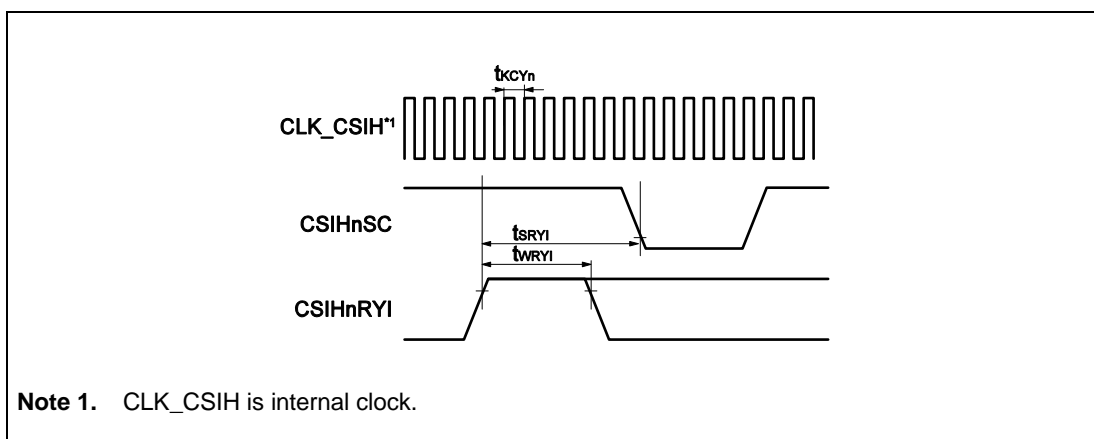 tKCYn
CLK_CSIH*1
CSIHnSC
tSRYI
tWRYI
CSIHnRYI
Note 1. CLK_CSIH is internal clock.